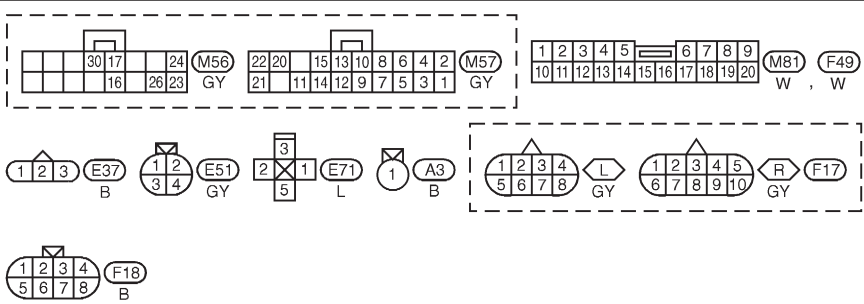 30 17 24 M56
16 26 23 GY
22 20 15 13 10 8 6 4 2 M57
21 11 14 12 9 7 5 3 1 GY
1 2 3 4 5 6 7 8 9 M81 F49
10 11 12 13 14 15 16 17 18 19 20 W , W
1 2 3 E37
B
1 2 E51
3 4 GY
3
2 1 E71
5 L
1 A3
B
1 2 3 4 L
5 6 7 8 GY
1 2 3 4 5 R F17
6 7 8 9 10 GY
1 2 3 4 F18
5 6 7 8 B